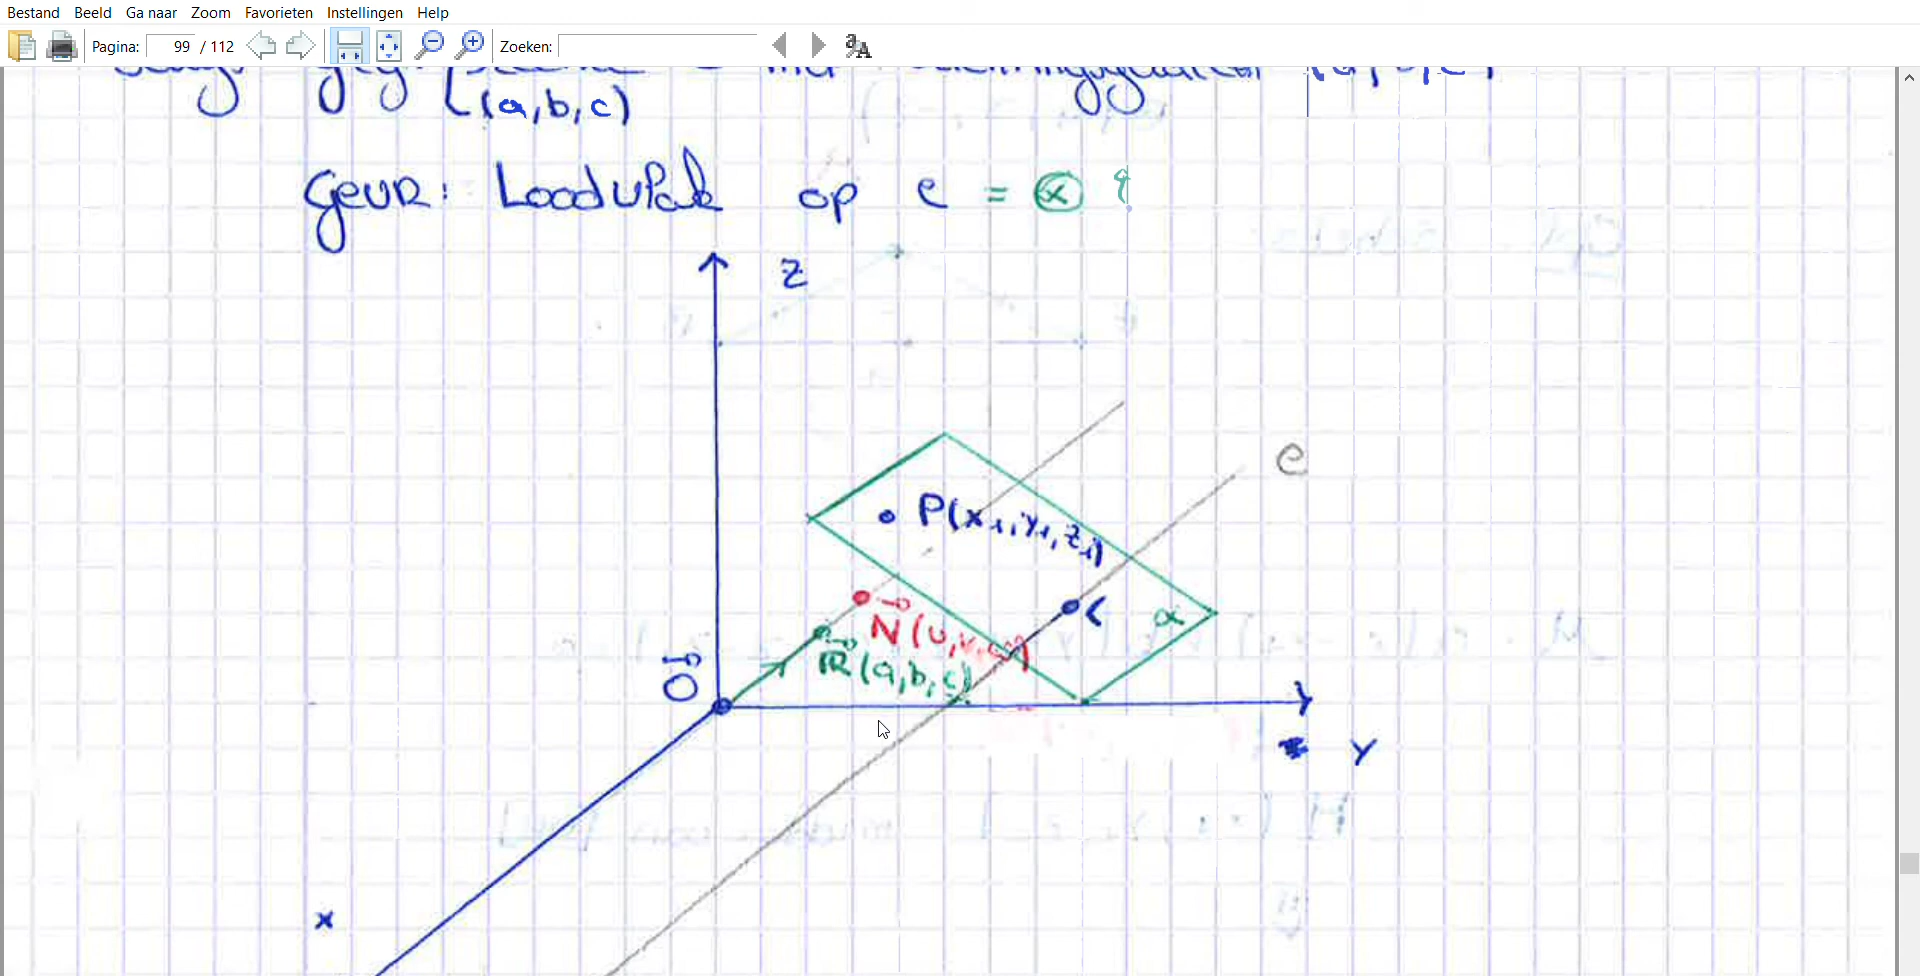 Bestand Beeld Ga naar Zoom Favorieten Instellingen Help
Pagina: 99 / 112 Zoeken:
(a,b,c)
Gevr: Loodvlak op e = α ?
z
e
P(x₁,y₁,z₁)
α
N(u,v,w)
R(a,b,c)
O
y
x